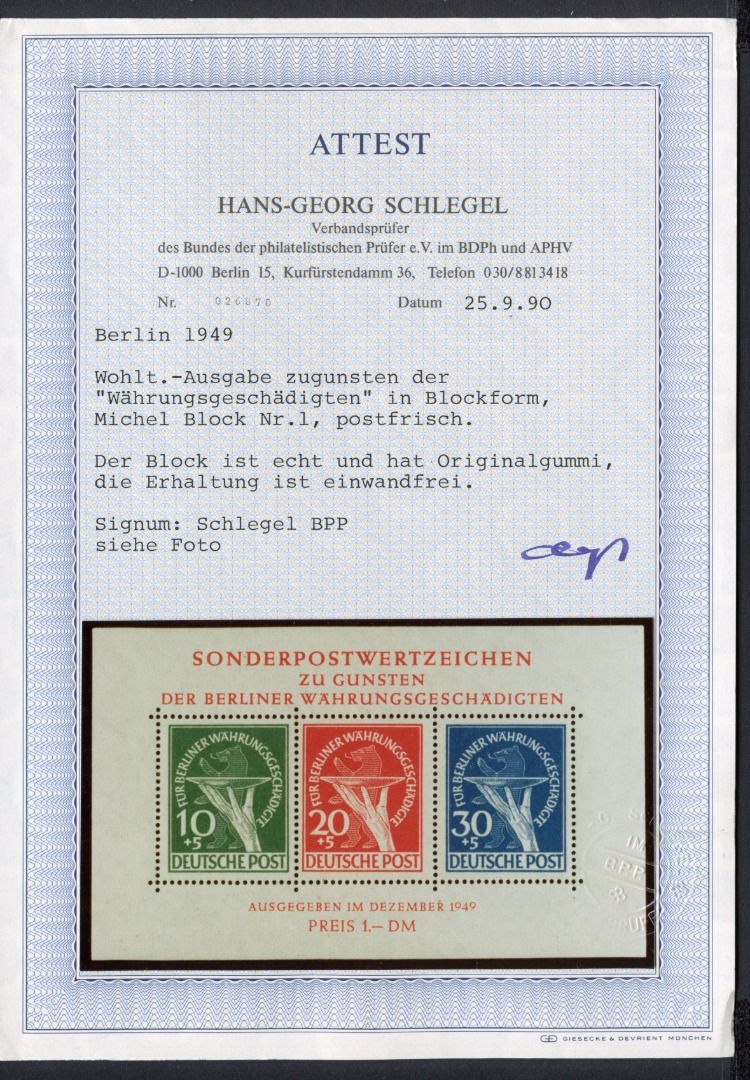 ATTEST
HANS-GEORG SCHLEGEL
Verbandsprüfer
des Bundes der philatelistischen Prüfer e.V. im BDPh und APHV
D-1000 Berlin 15, Kurfürstendamm 36, Telefon 030/8813418
Nr. 026870 Datum 25.9.90
Berlin 1949
Wohlt.-Ausgabe zugunsten der
"Währungsgeschädigten" in Blockform,
Michel Block Nr.1, postfrisch.
Der Block ist echt und hat Originalgummi,
die Erhaltung ist einwandfrei.
Signum: Schlegel BPP
siehe Foto
SONDERPOSTWERTZEICHEN
ZU GUNSTEN
DER BERLINER WÄHRUNGSGESCHÄDIGTEN
FÜR BERLINER WÄHRUNGSGESCHÄDIGTE
10
+5
DEUTSCHE POST
FÜR BERLINER WÄHRUNGSGESCHÄDIGTE
20
+5
DEUTSCHE POST
FÜR BERLINER WÄHRUNGSGESCHÄDIGTE
30
+5
DEUTSCHE POST
AUSGEGEBEN IM DEZEMBER 1949
PREIS 1.– DM
IM
BPP
GIESECKE & DEVRIENT MÜNCHEN